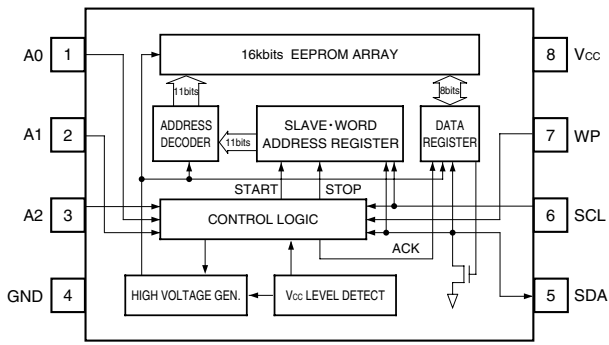 16kbits EEPROM ARRAY
A0 1
8 Vcc
11bits
8bits
ADDRESS
DECODER
11bits
SLAVE・WORD
ADDRESS REGISTER
DATA
REGISTER
A1 2
7 WP
START
STOP
A2 3
CONTROL LOGIC
6 SCL
ACK
GND 4
HIGH VOLTAGE GEN.
Vcc LEVEL DETECT
5 SDA